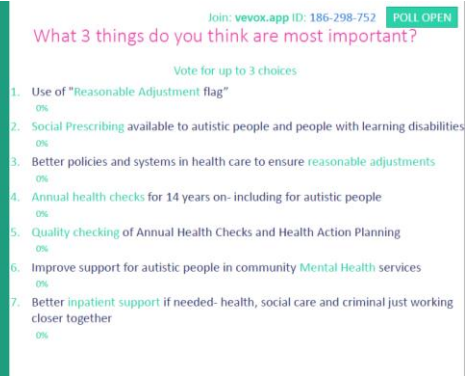 Join: vevox.app ID: 186-298-752 POLL OPEN
What 3 things do you think are most important?
Vote for up to 3 choices
1. Use of "Reasonable Adjustment flag"
0%
2. Social Prescribing available to autistic people and people with learning disabilities
0%
3. Better policies and systems in health care to ensure reasonable adjustments
0%
4. Annual health checks for 14 years on- including for autistic people
0%
5. Quality checking of Annual Health Checks and Health Action Planning
0%
6. Improve support for autistic people in community Mental Health services
0%
7. Better inpatient support if needed- health, social care and criminal just working
closer together
0%